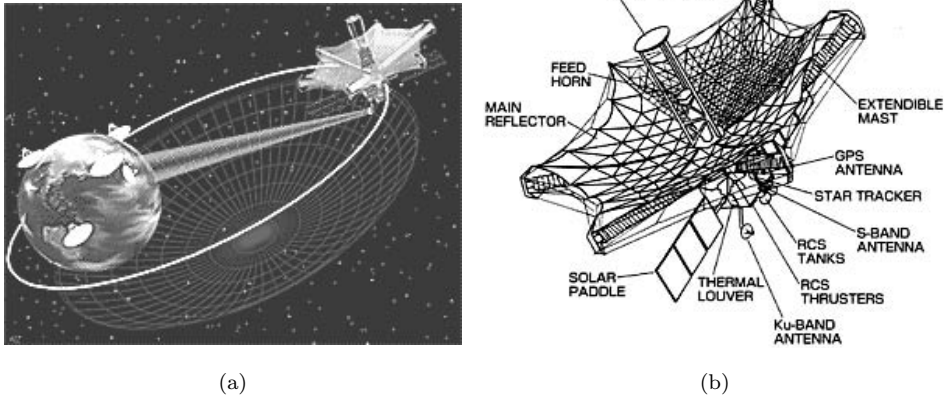 FEED
HORN
MAIN
REFLECTOR
EXTENDIBLE
MAST
GPS
ANTENNA
STAR TRACKER
S-BAND
ANTENNA
RCS
TANKS
RCS
THRUSTERS
SOLAR
PADDLE
THERMAL
LOUVER
Ku-BAND
ANTENNA
(a)
(b)